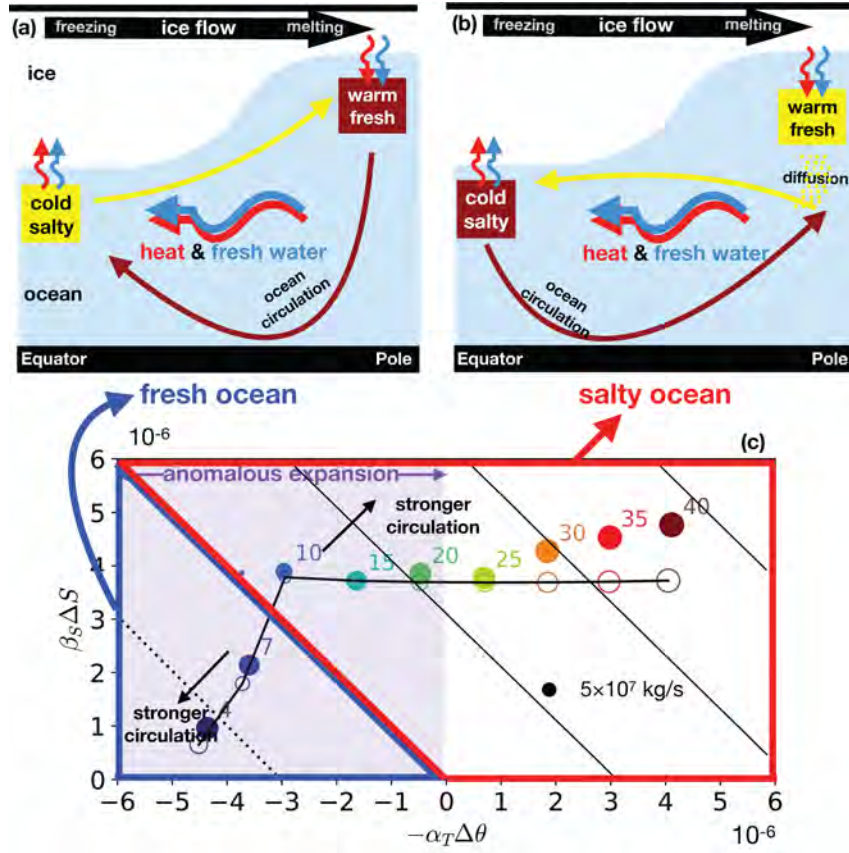 (a) freezing ice flow melting
ice
warm
fresh
cold
salty
heat & fresh water
ocean
circulation
ocean
Equator Pole
(b) freezing ice flow melting
warm
fresh
diffusion
cold
salty
heat & fresh water
ocean
circulation
Equator Pole
fresh ocean
salty ocean
10^-6
(c)
anomalous expansion
stronger
circulation
10
15
20
25
30
35
40
7
4
stronger
circulation
5×10^7 kg/s
β_SΔS
6
5
4
3
2
1
0
-6 -5 -4 -3 -2 -1 0 1 2 3 4 5 6
−α_TΔθ
10^-6